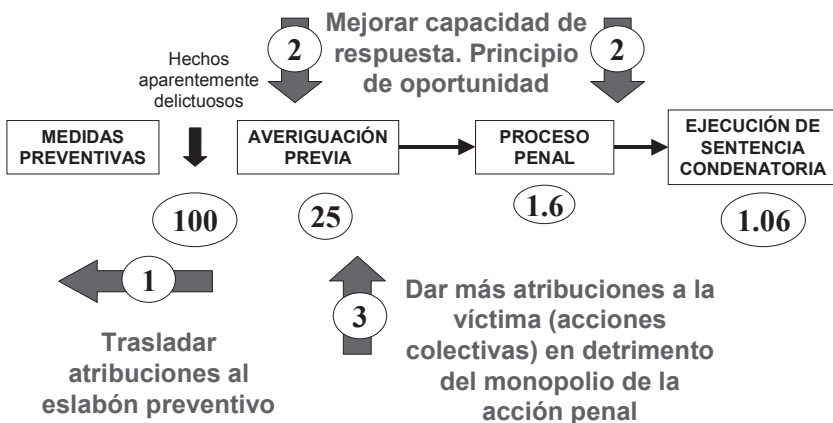 Mejorar capacidad de
respuesta. Principio
de oportunidad
2
2
Hechos
aparentemente
delictuosos
MEDIDAS
PREVENTIVAS
AVERIGUACIÓN
PREVIA
PROCESO
PENAL
EJECUCIÓN DE
SENTENCIA
CONDENATORIA
100
25
1.6
1.06
1
Trasladar
atribuciones al
eslabón preventivo
3
Dar más atribuciones a la
víctima (acciones
colectivas) en detrimento
del monopolio de la
acción penal